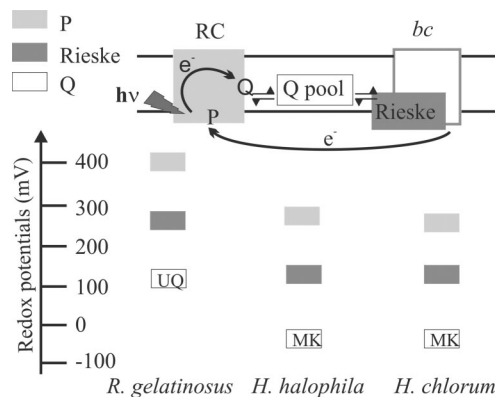 P
Rieske
Q
RC
bc
e-
Q
Q pool
hν
P
Rieske
e-
Redox potentials (mV)
400
300
200
100
0
-100
UQ
MK
MK
R. gelatinosus
H. halophila
H. chlorum